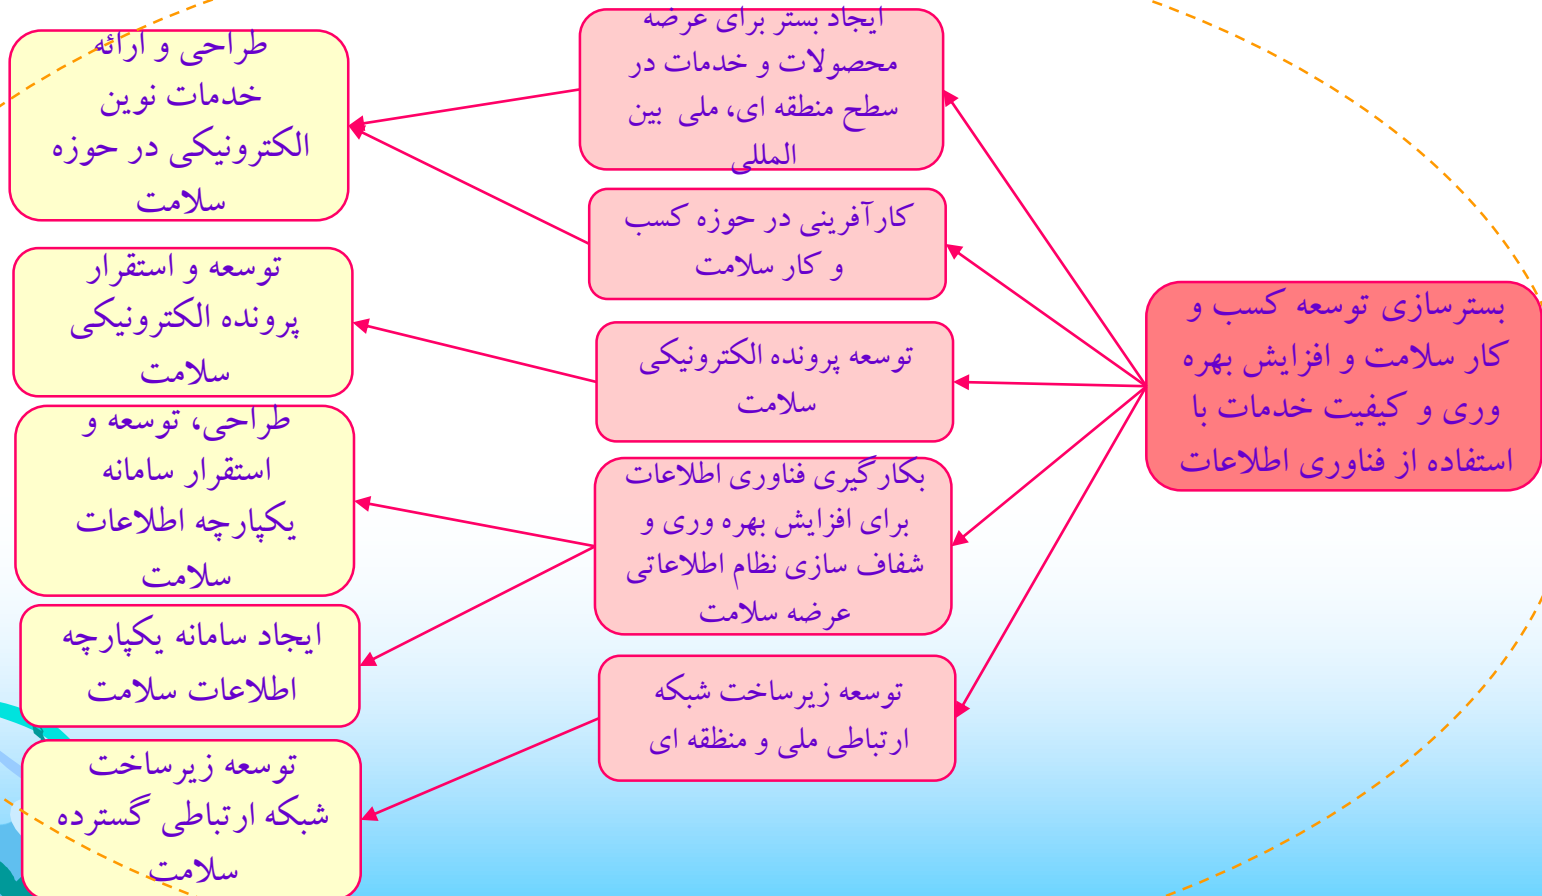 بسترسازی توسعه کسب و
کار سلامت و افزایش بهره
وری و کیفیت خدمات با
استفاده از فناوری اطلاعات
ایجاد بستر برای عرضه
محصولات و خدمات در
سطح منطقه ای، ملی بین
المللی
کارآفرینی در حوزه کسب
و کار سلامت
توسعه پرونده الکترونیکی
سلامت
بکارگیری فناوری اطلاعات
برای افزایش بهره وری و
شفاف سازی نظام اطلاعاتی
عرضه سلامت
توسعه زیرساخت شبکه
ارتباطی ملی و منظقه ای
طراحی و ارائه
خدمات نوین
الکترونیکی در حوزه
سلامت
توسعه و استقرار
پرونده الکترونیکی
سلامت
طراحی، توسعه و
استقرار سامانه
یکپارچه اطلاعات
سلامت
ایجاد سامانه یکپارچه
اطلاعات سلامت
توسعه زیرساخت
شبکه ارتباطی گسترده
سلامت